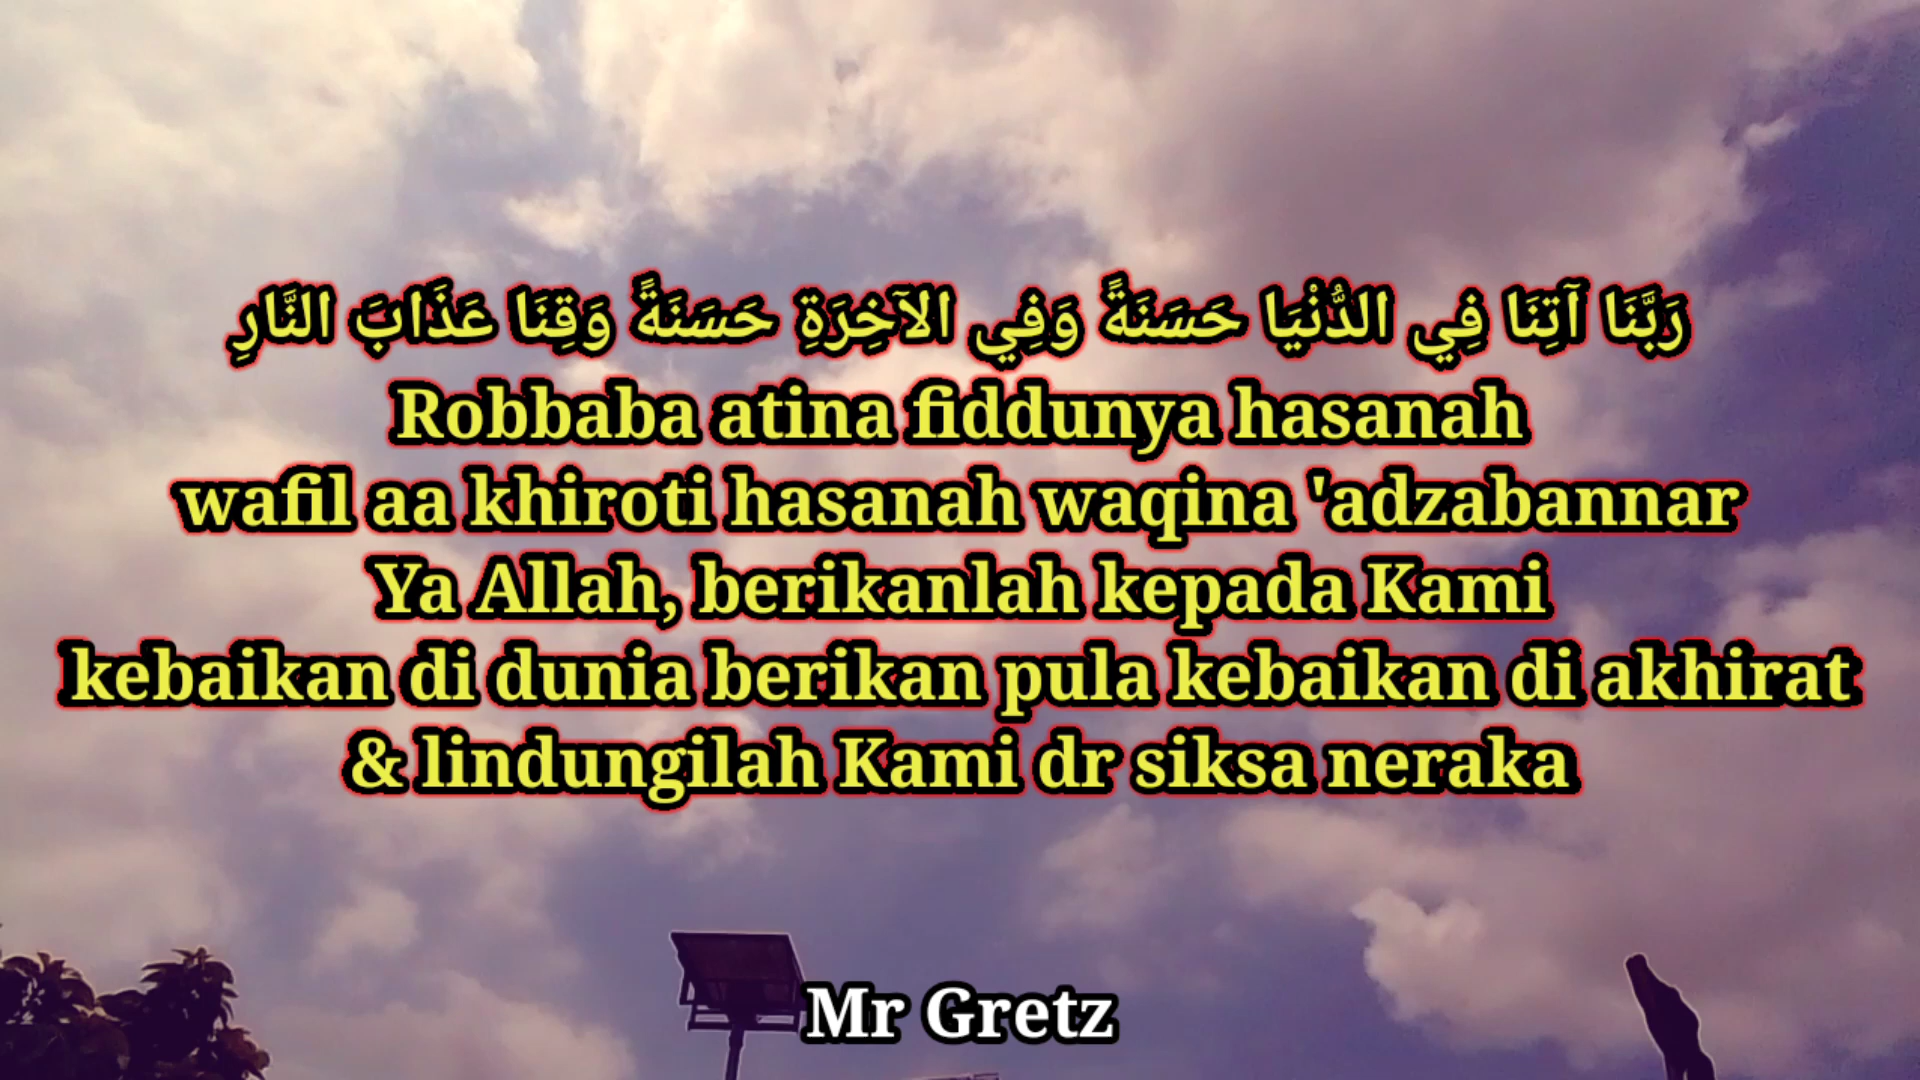 رَبَّنَا آتِنَا فِي الدُّنْيَا حَسَنَةً وَفِي الآخِرَةِ حَسَنَةً وَقِنَا عَذَابَ النَّارِ
Robbaba atina fiddunya hasanah
wafil aa khiroti hasanah waqina 'adzabannar
Ya Allah, berikanlah kepada Kami
kebaikan di dunia berikan pula kebaikan di akhirat
& lindungilah Kami dr siksa neraka
Mr Gretz